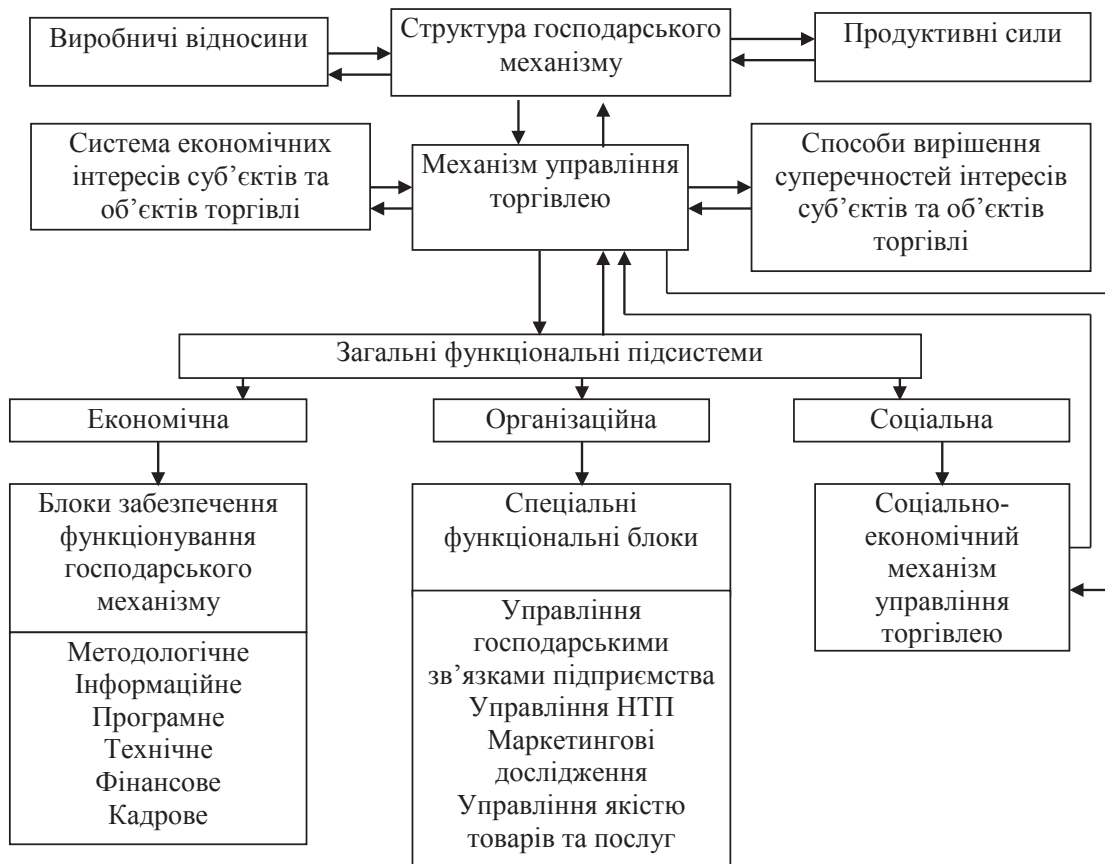 Виробничі відносини
Структура господарського
механізму
Продуктивні сили
Система економічних
інтересів суб’єктів та
об’єктів торгівлі
Механізм управління
торгівлею
Способи вирішення
суперечностей інтересів
суб’єктів та об’єктів
торгівлі
Загальні функціональні підсистеми
Економічна
Організаційна
Соціальна
Блоки забезпечення
функціонування
господарського
механізму
Методологічне
Інформаційне
Програмне
Технічне
Фінансове
Кадрове
Спеціальні
функціональні блоки
Управління
господарськими
зв’язками підприємства
Управління НТП
Маркетингові
дослідження
Управління якістю
товарів та послуг
Соціально-
економічний
механізм
управління
торгівлею